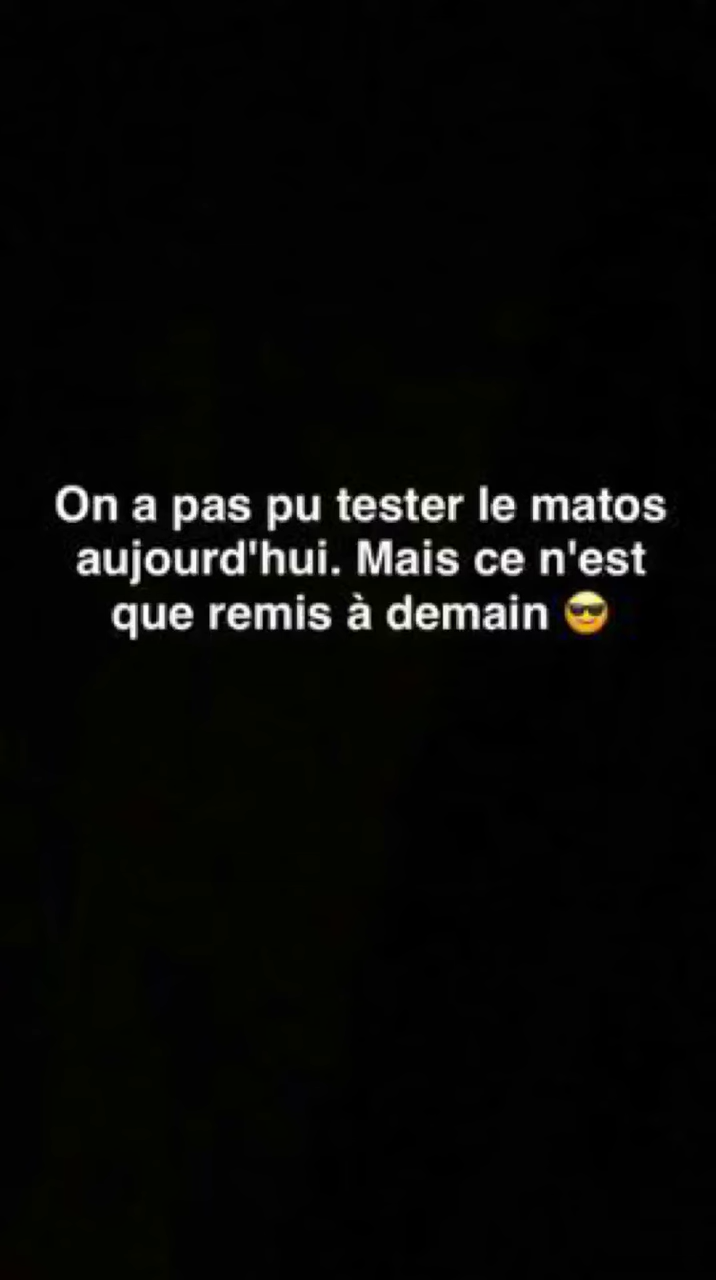 On a pas pu tester le matos
aujourd'hui. Mais ce n'est
que remis à demain 😎